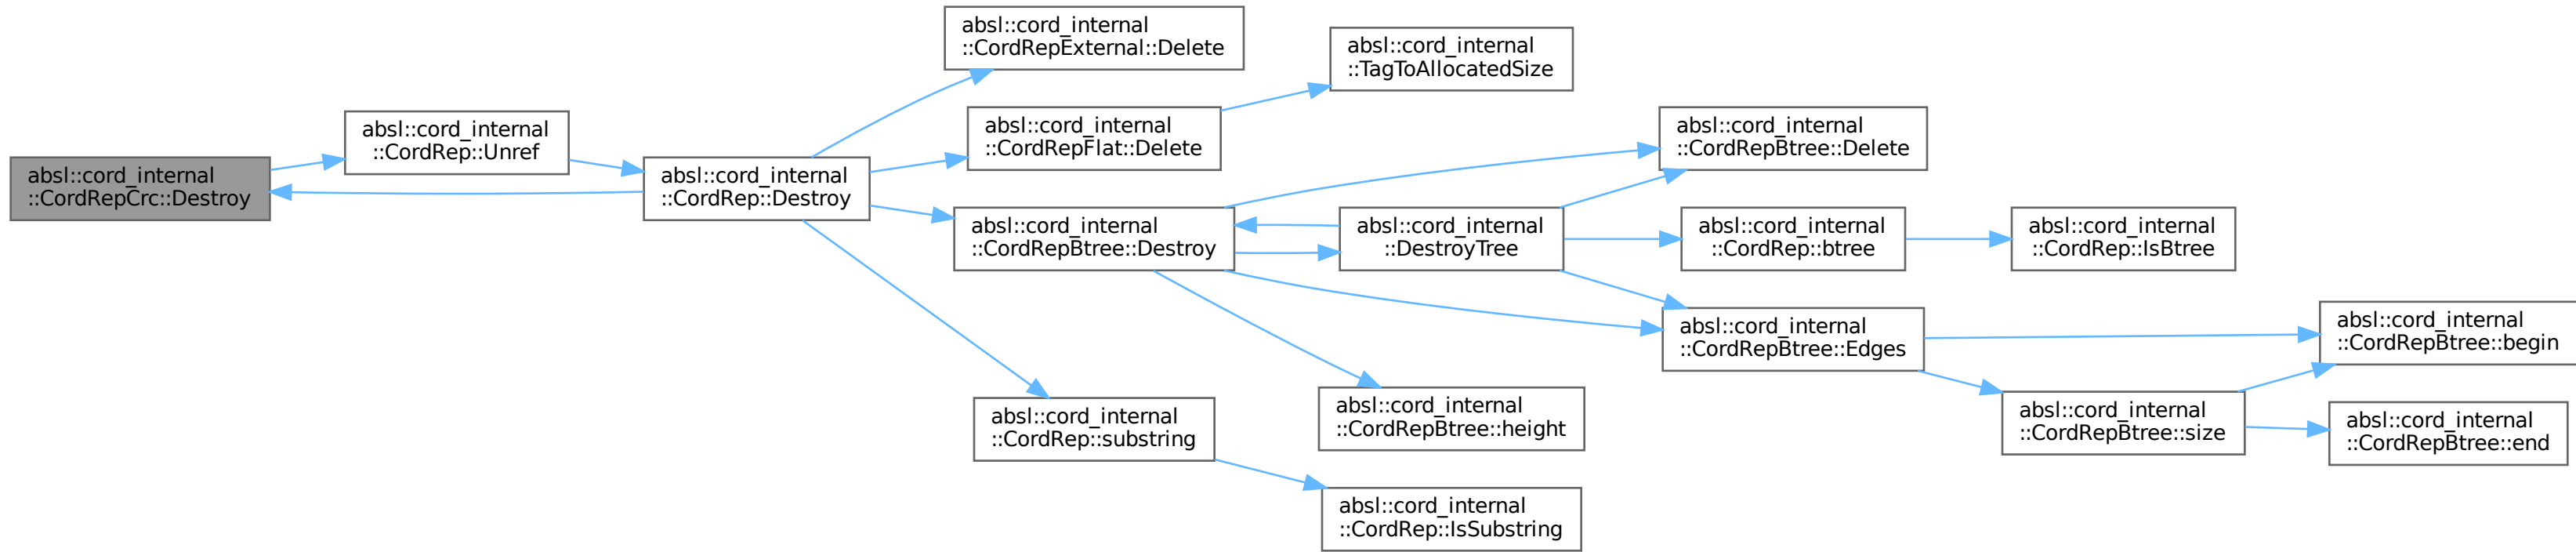 absl::cord_internal
::CordRepCrc::Destroy
absl::cord_internal
::CordRep::Unref
absl::cord_internal
::CordRep::Destroy
absl::cord_internal
::CordRepExternal::Delete
absl::cord_internal
::CordRepFlat::Delete
absl::cord_internal
::TagToAllocatedSize
absl::cord_internal
::CordRepBtree::Destroy
absl::cord_internal
::DestroyTree
absl::cord_internal
::CordRepBtree::Delete
absl::cord_internal
::CordRep::btree
absl::cord_internal
::CordRep::IsBtree
absl::cord_internal
::CordRepBtree::Edges
absl::cord_internal
::CordRepBtree::begin
absl::cord_internal
::CordRepBtree::size
absl::cord_internal
::CordRepBtree::end
absl::cord_internal
::CordRepBtree::height
absl::cord_internal
::CordRep::substring
absl::cord_internal
::CordRep::IsSubstring